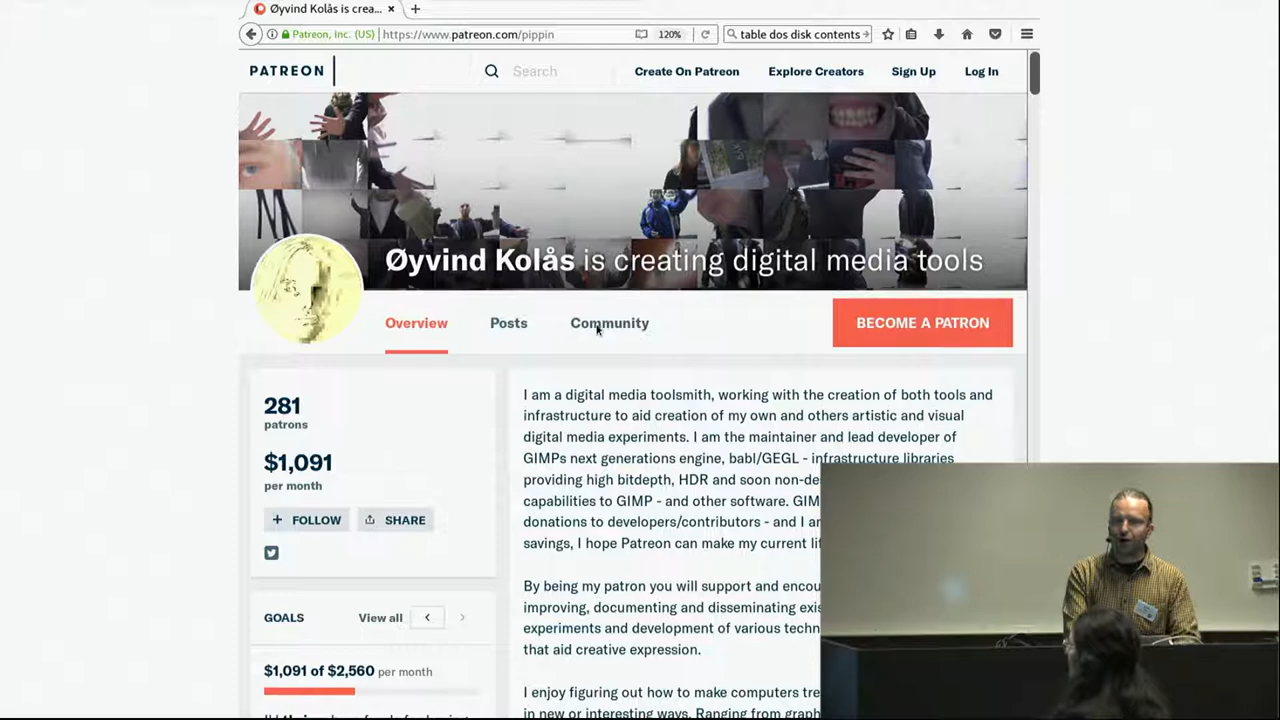 Øyvind Kolås is crea...
Patreon, Inc. (US) https://www.patreon.com/pippin 120% table dos disk contents
PATREON Search Create On Patreon Explore Creators Sign Up Log In
Øyvind Kolås is creating digital media tools
Overview Posts Community BECOME A PATRON
281
patrons
$1,091
per month
+ FOLLOW SHARE
GOALS View all
$1,091 of $2,560 per month
I am a digital media toolsmith, working with the creation of both tools and
infrastructure to aid creation of my own and others artistic and visual
digital media experiments. I am the maintainer and lead developer of
GIMPs next generations engine, babl/GEGL - infrastructure libraries
providing high bitdepth, HDR and soon non-de
capabilities to GIMP - and other software. GIM
donations to developers/contributors - and I a
savings, I hope Patreon can make my current li
By being my patron you will support and encou
improving, documenting and disseminating exis
experiments and development of various techn
that aid creative expression.
I enjoy figuring out how to make computers tre
in new or interesting ways. Ranging from graph